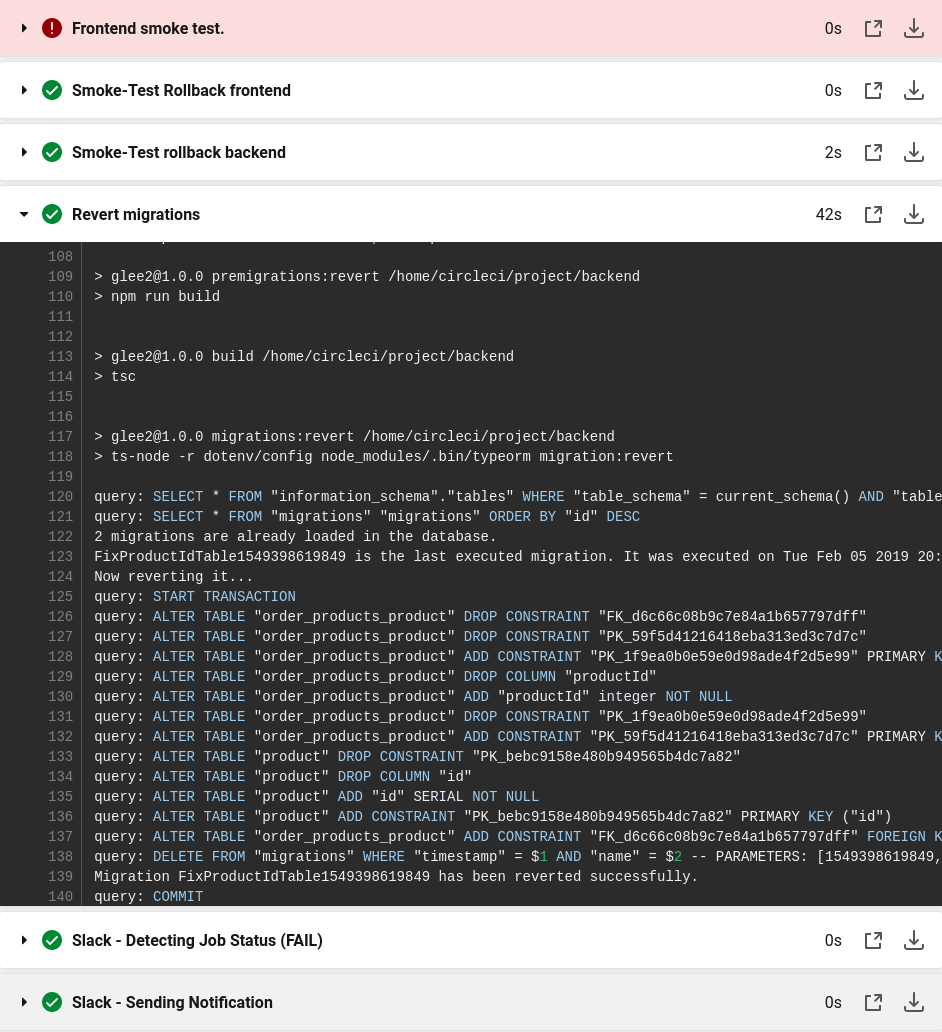 Frontend smoke test. 0s
Smoke-Test Rollback frontend 0s
Smoke-Test rollback backend 2s
Revert migrations 42s
108
109 > glee2@1.0.0 premigrations:revert /home/circleci/project/backend
110 > npm run build
111
112
113 > glee2@1.0.0 build /home/circleci/project/backend
114 > tsc
115
116
117 > glee2@1.0.0 migrations:revert /home/circleci/project/backend
118 > ts-node -r dotenv/config node_modules/.bin/typeorm migration:revert
119
120 query: SELECT * FROM "information_schema"."tables" WHERE "table_schema" = current_schema() AND "table
121 query: SELECT * FROM "migrations" "migrations" ORDER BY "id" DESC
122 2 migrations are already loaded in the database.
123 FixProductIdTable1549398619849 is the last executed migration. It was executed on Tue Feb 05 2019 20:
124 Now reverting it...
125 query: START TRANSACTION
126 query: ALTER TABLE "order_products_product" DROP CONSTRAINT "FK_d6c66c08b9c7e84a1b657797dff"
127 query: ALTER TABLE "order_products_product" DROP CONSTRAINT "PK_59f5d41216418eba313ed3c7d7c"
128 query: ALTER TABLE "order_products_product" ADD CONSTRAINT "PK_1f9ea0b0e59e0d98ade4f2d5e99" PRIMARY K
129 query: ALTER TABLE "order_products_product" DROP COLUMN "productId"
130 query: ALTER TABLE "order_products_product" ADD "productId" integer NOT NULL
131 query: ALTER TABLE "order_products_product" DROP CONSTRAINT "PK_1f9ea0b0e59e0d98ade4f2d5e99"
132 query: ALTER TABLE "order_products_product" ADD CONSTRAINT "PK_59f5d41216418eba313ed3c7d7c" PRIMARY K
133 query: ALTER TABLE "product" DROP CONSTRAINT "PK_bebc9158e480b949565b4dc7a82"
134 query: ALTER TABLE "product" DROP COLUMN "id"
135 query: ALTER TABLE "product" ADD "id" SERIAL NOT NULL
136 query: ALTER TABLE "product" ADD CONSTRAINT "PK_bebc9158e480b949565b4dc7a82" PRIMARY KEY ("id")
137 query: ALTER TABLE "order_products_product" ADD CONSTRAINT "FK_d6c66c08b9c7e84a1b657797dff" FOREIGN K
138 query: DELETE FROM "migrations" WHERE "timestamp" = $1 AND "name" = $2 -- PARAMETERS: [1549398619849,
139 Migration FixProductIdTable1549398619849 has been reverted successfully.
140 query: COMMIT
Slack - Detecting Job Status (FAIL) 0s
Slack - Sending Notification 0s